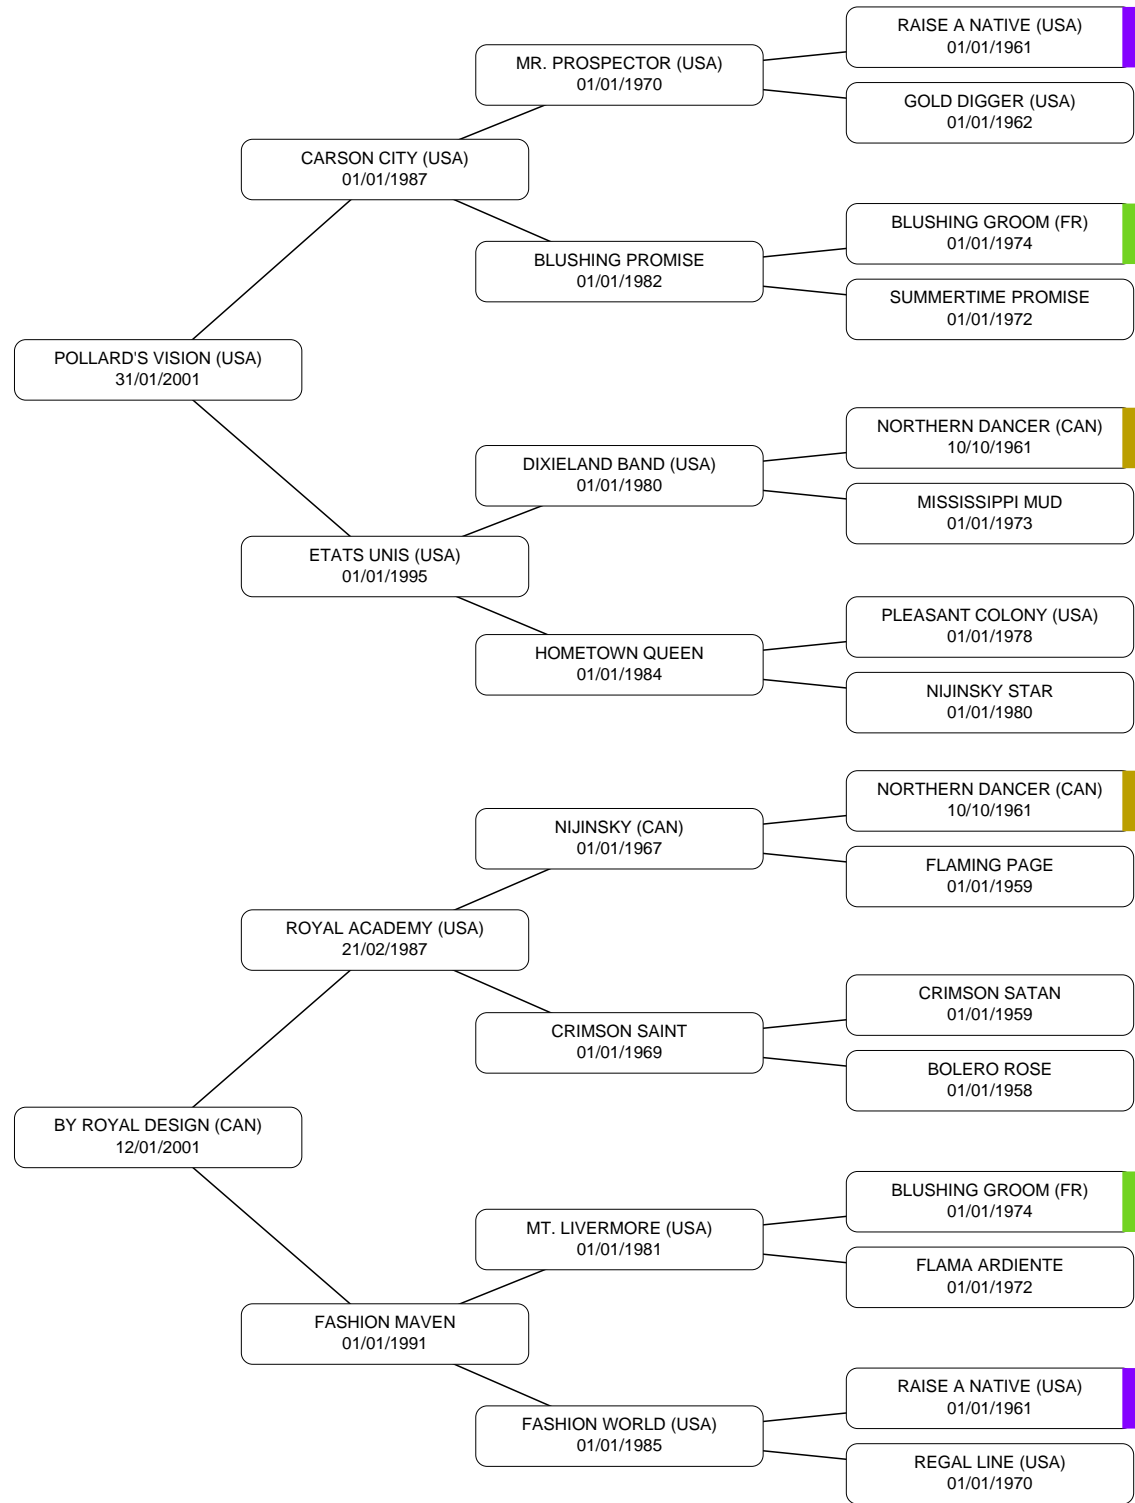 RAISE A NATIVE (USA)
01/01/1961
MR. PROSPECTOR (USA)
01/01/1970
GOLD DIGGER (USA)
01/01/1962
CARSON CITY (USA)
01/01/1987
BLUSHING GROOM (FR)
01/01/1974
BLUSHING PROMISE
01/01/1982
SUMMERTIME PROMISE
01/01/1972
POLLARD'S VISION (USA)
31/01/2001
NORTHERN DANCER (CAN)
10/10/1961
DIXIELAND BAND (USA)
01/01/1980
MISSISSIPPI MUD
01/01/1973
ETATS UNIS (USA)
01/01/1995
PLEASANT COLONY (USA)
01/01/1978
HOMETOWN QUEEN
01/01/1984
NIJINSKY STAR
01/01/1980
NORTHERN DANCER (CAN)
10/10/1961
NIJINSKY (CAN)
01/01/1967
FLAMING PAGE
01/01/1959
ROYAL ACADEMY (USA)
21/02/1987
CRIMSON SATAN
01/01/1959
CRIMSON SAINT
01/01/1969
BOLERO ROSE
01/01/1958
BY ROYAL DESIGN (CAN)
12/01/2001
BLUSHING GROOM (FR)
01/01/1974
MT. LIVERMORE (USA)
01/01/1981
FLAMA ARDIENTE
01/01/1972
FASHION MAVEN
01/01/1991
RAISE A NATIVE (USA)
01/01/1961
FASHION WORLD (USA)
01/01/1985
REGAL LINE (USA)
01/01/1970